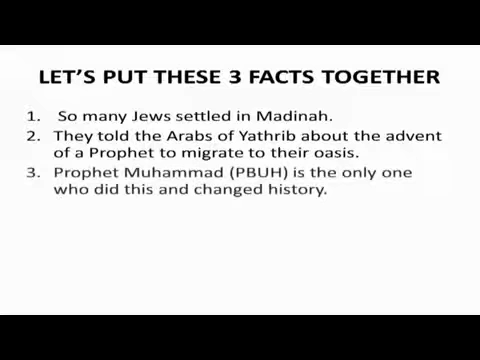 LET'S PUT THESE 3 FACTS TOGETHER
1. So many Jews settled in Madinah.
2. They told the Arabs of Yathrib about the advent
of a Prophet to migrate to their oasis.
3. Prophet Muhammad (PBUH) is the only one
who did this and changed history.